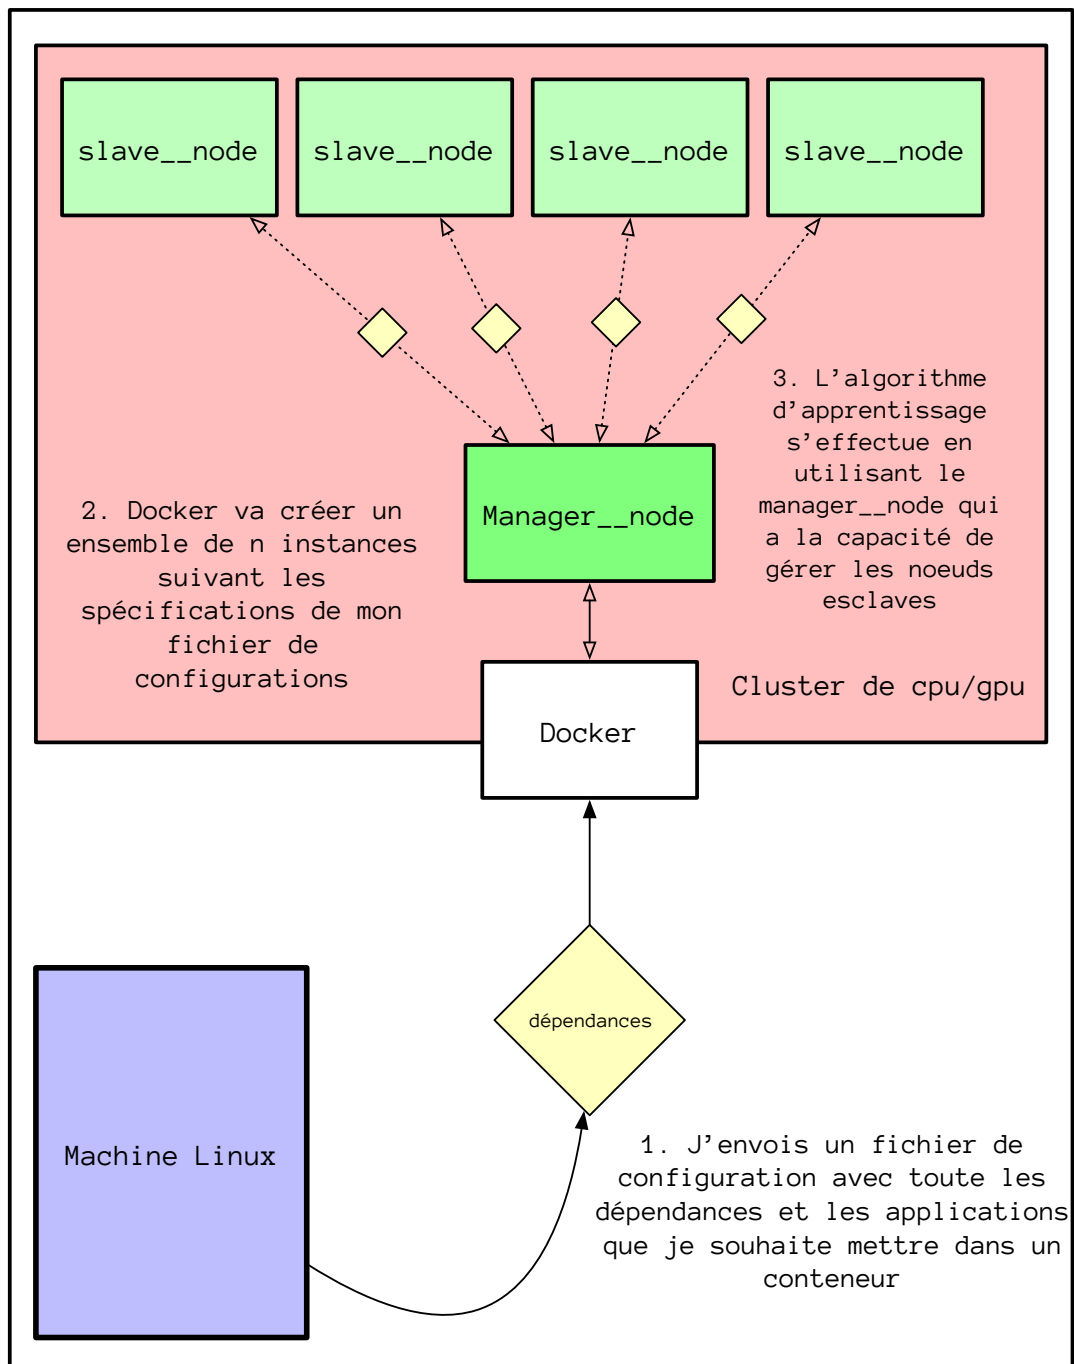 slave__node
slave__node
slave__node
slave__node
3. L'algorithme
d'apprentissage
s'effectue en
utilisant le
manager__node qui
a la capacité de
gérer les noeuds
esclaves
Manager__node
2. Docker va créer un
ensemble de n instances
suivant les
spécifications de mon
fichier de
configurations
Cluster de cpu/gpu
Docker
dépendances
Machine Linux
1. J'envois un fichier de
configuration avec toute les
dépendances et les applications
que je souhaite mettre dans un
conteneur